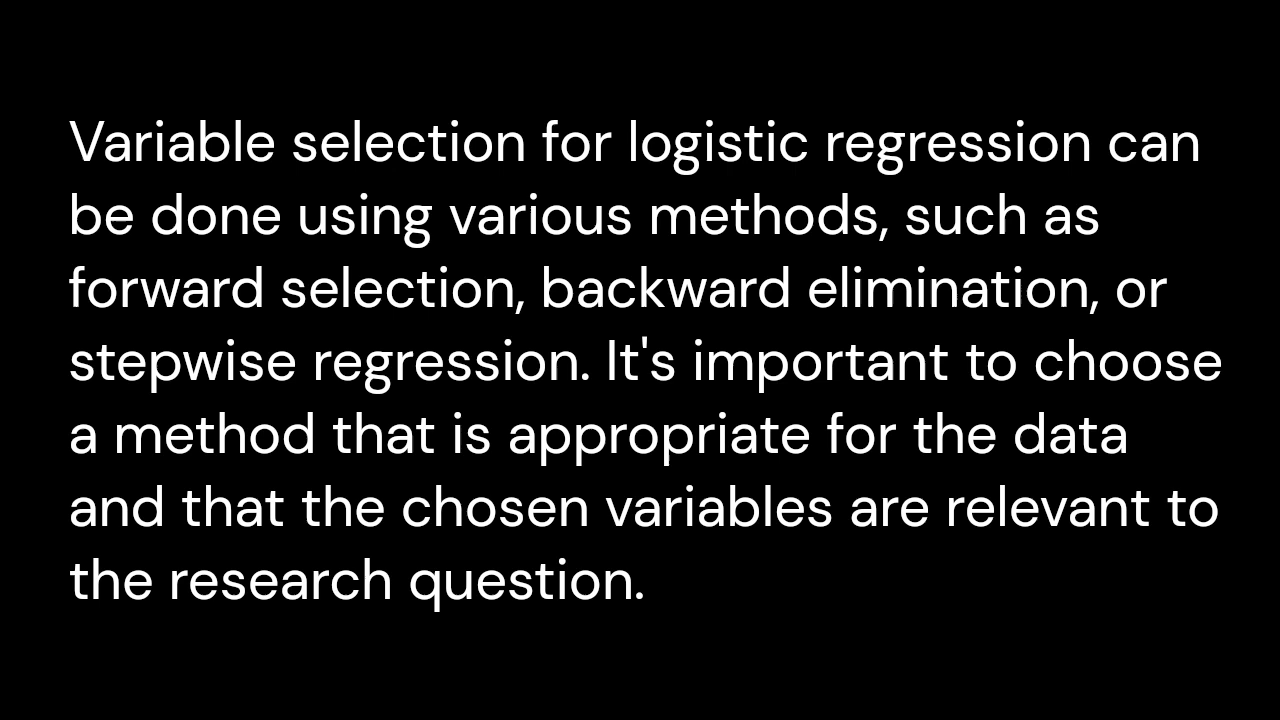 Variable selection for logistic regression can
be done using various methods, such as
forward selection, backward elimination, or
stepwise regression. It's important to choose
a method that is appropriate for the data
and that the chosen variables are relevant to
the research question.